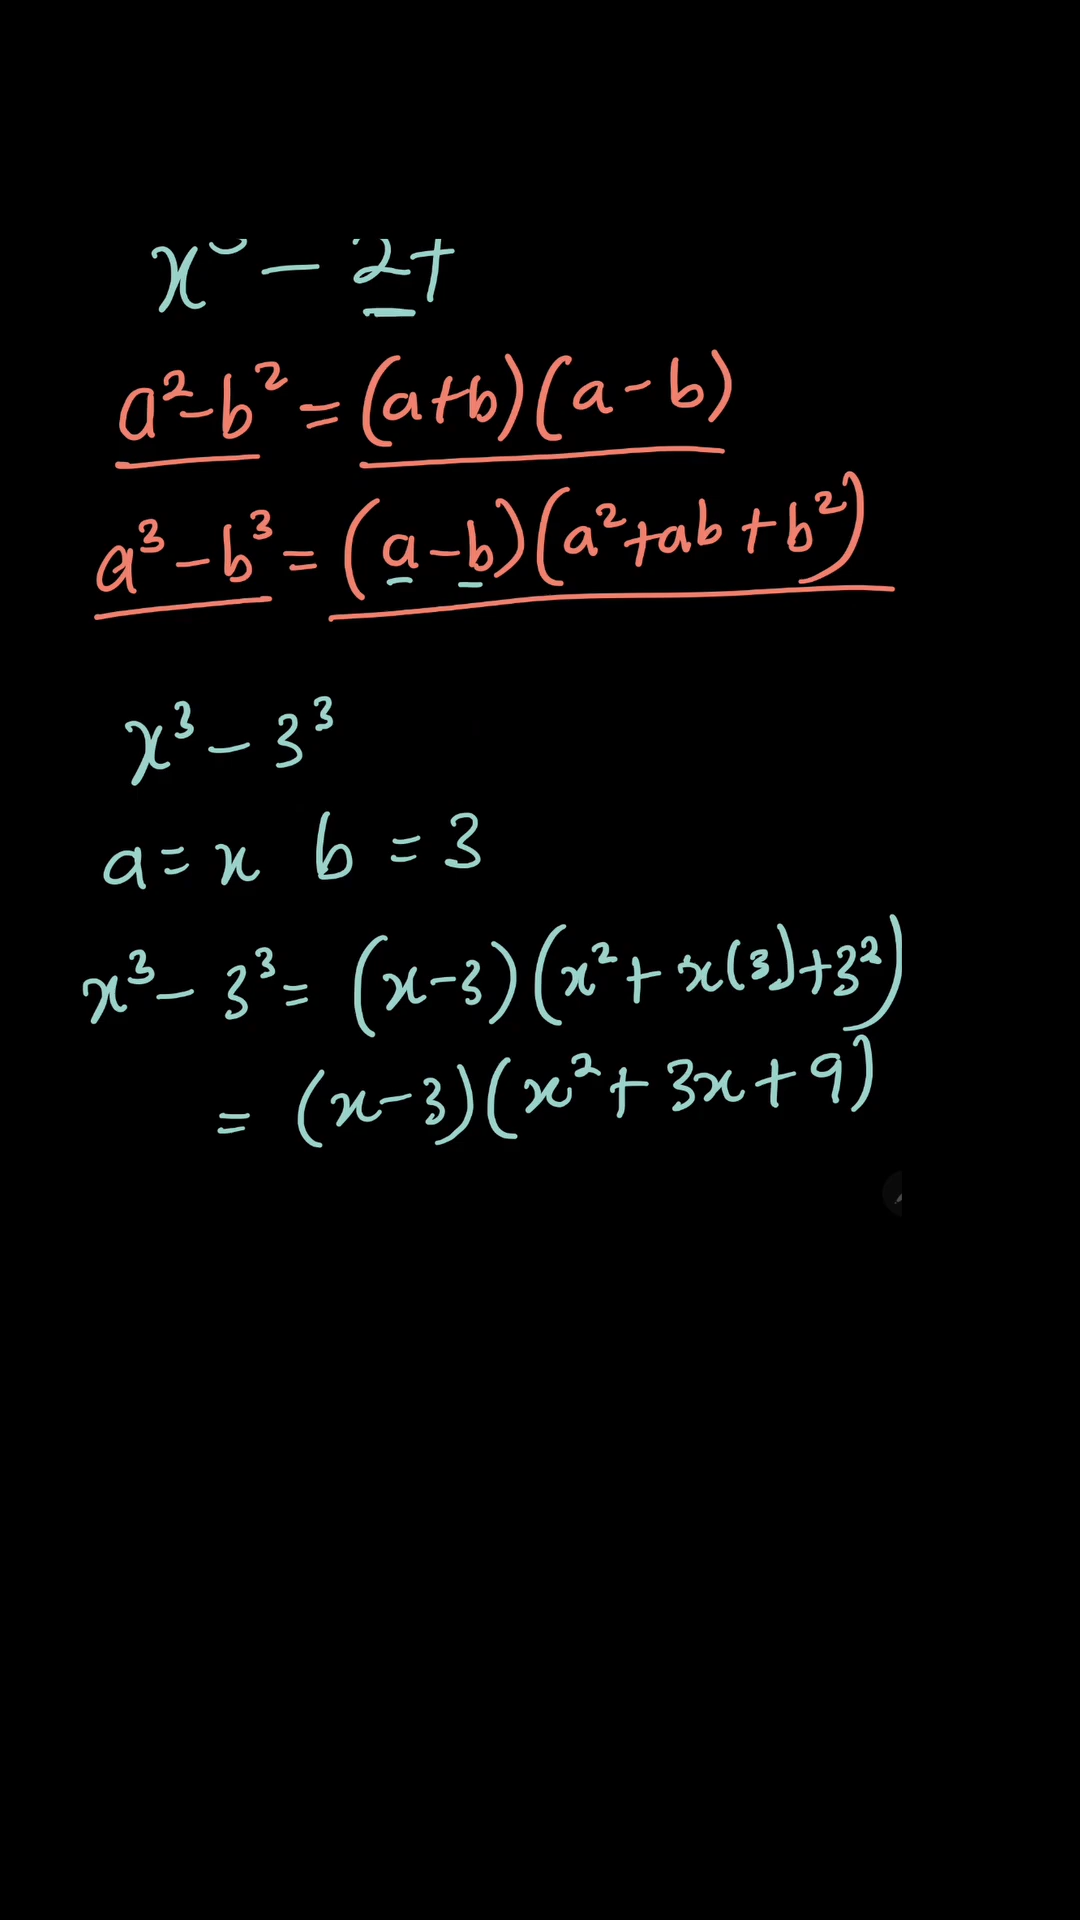 x³ - 27
a² - b² = (a+b)(a-b)
a³ - b³ = (a-b)(a²+ab+b²)
x³ - 3³
a = x b = 3
x³ - 3³ = (x-3)(x²+x(3)+3²)
= (x-3)(x²+3x+9)